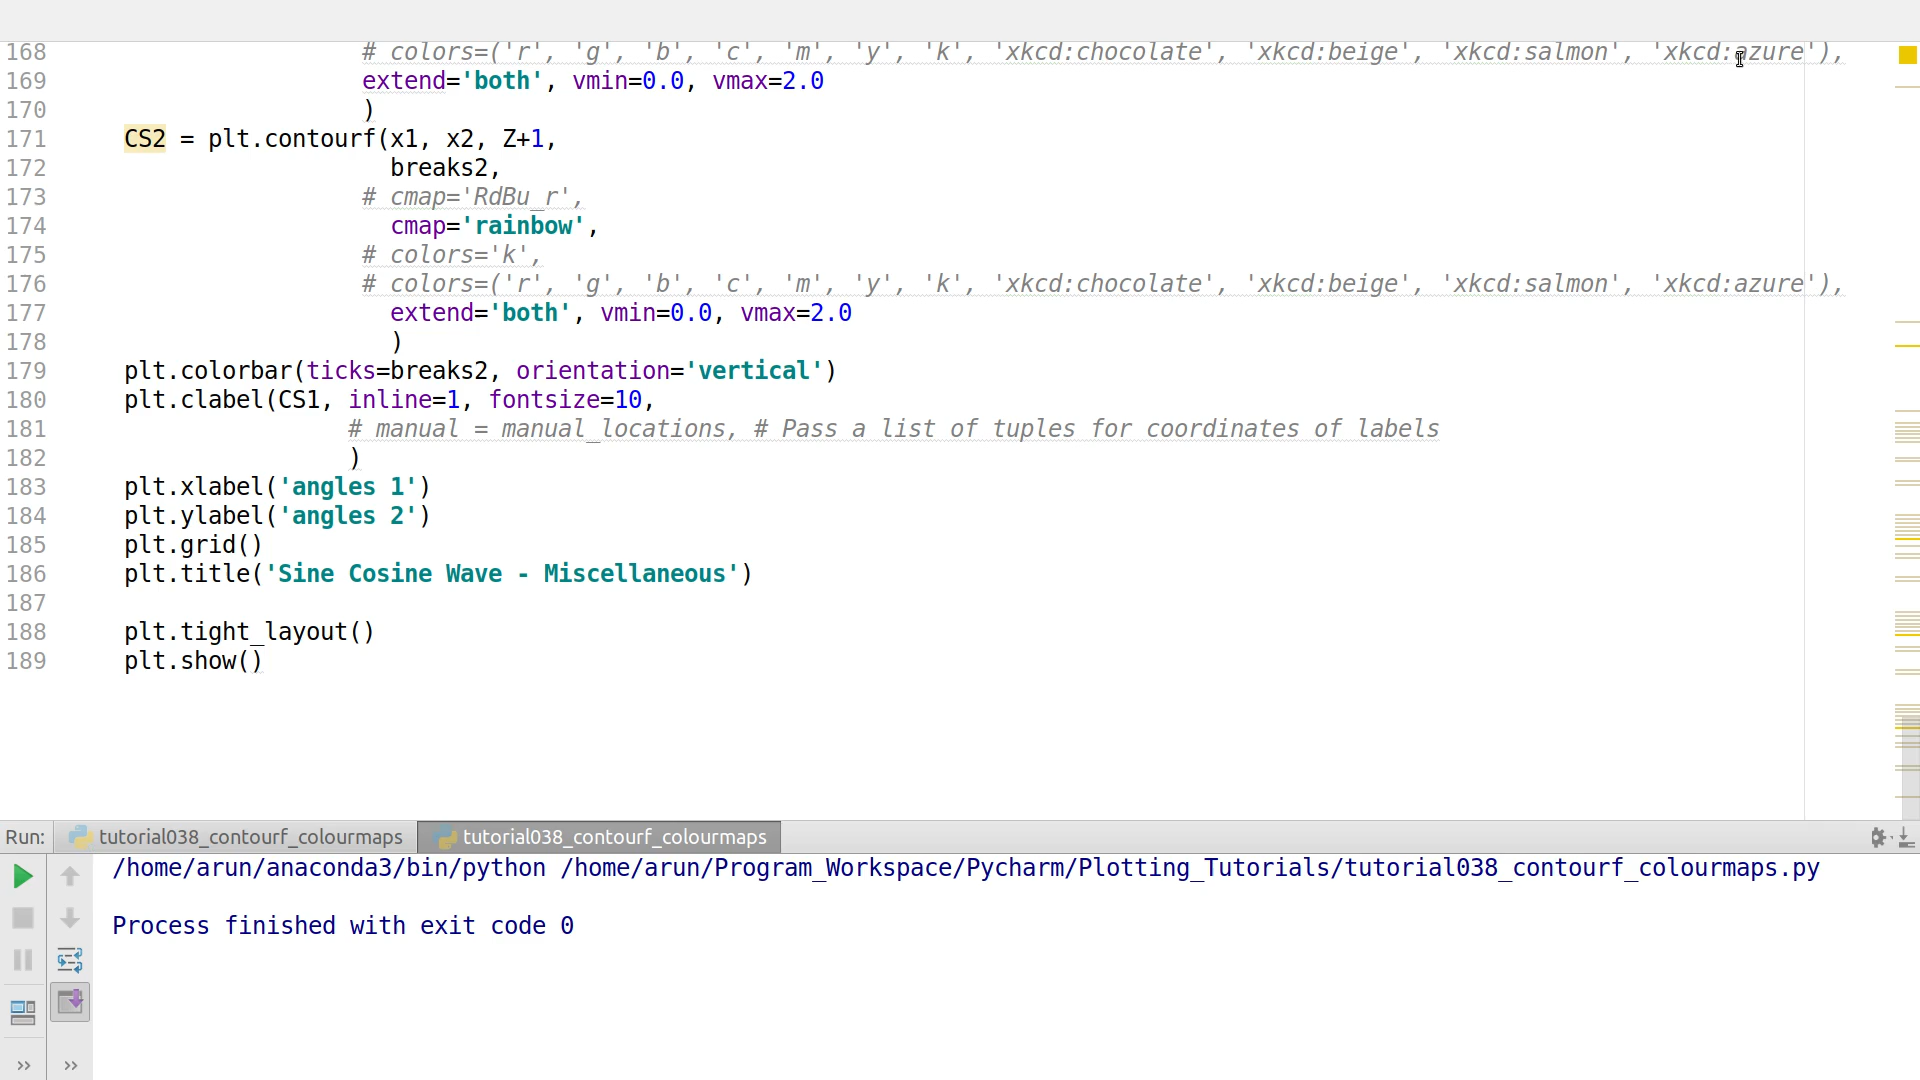 168 # colors=('r', 'g', 'b', 'c', 'm', 'y', 'k', 'xkcd:chocolate', 'xkcd:beige', 'xkcd:salmon', 'xkcd:azure'),
169 extend='both', vmin=0.0, vmax=2.0
170 )
171 CS2 = plt.contourf(x1, x2, Z+1,
172 breaks2,
173 # cmap='RdBu_r',
174 cmap='rainbow',
175 # colors='k',
176 # colors=('r', 'g', 'b', 'c', 'm', 'y', 'k', 'xkcd:chocolate', 'xkcd:beige', 'xkcd:salmon', 'xkcd:azure'),
177 extend='both', vmin=0.0, vmax=2.0
178 )
179 plt.colorbar(ticks=breaks2, orientation='vertical')
180 plt.clabel(CS1, inline=1, fontsize=10,
181 # manual = manual_locations, # Pass a list of tuples for coordinates of labels
182 )
183 plt.xlabel('angles 1')
184 plt.ylabel('angles 2')
185 plt.grid()
186 plt.title('Sine Cosine Wave - Miscellaneous')
187
188 plt.tight_layout()
189 plt.show()
Run: tutorial038_contourf_colourmaps tutorial038_contourf_colourmaps
/home/arun/anaconda3/bin/python /home/arun/Program_Workspace/Pycharm/Plotting_Tutorials/tutorial038_contourf_colourmaps.py
Process finished with exit code 0